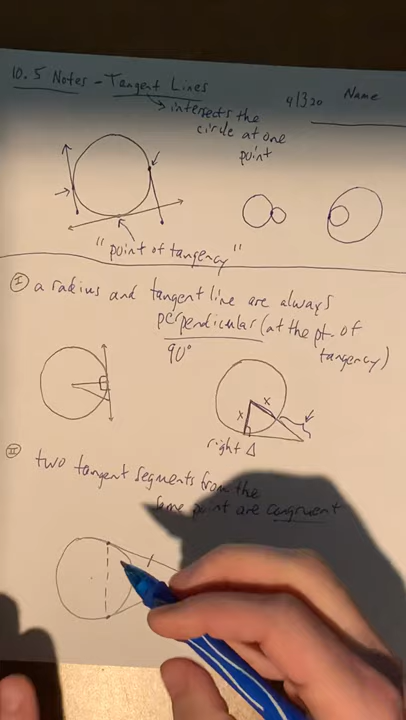 10.5 Notes - Tangent Lines
4/3 20 Name
intersects the
circle at one
point
"point of tangency"
I a radius and tangent line are always
perpendicular (at the pt. of
tangency)
90°
x
x
right Δ
II two tangent segments from the
same point are congruent